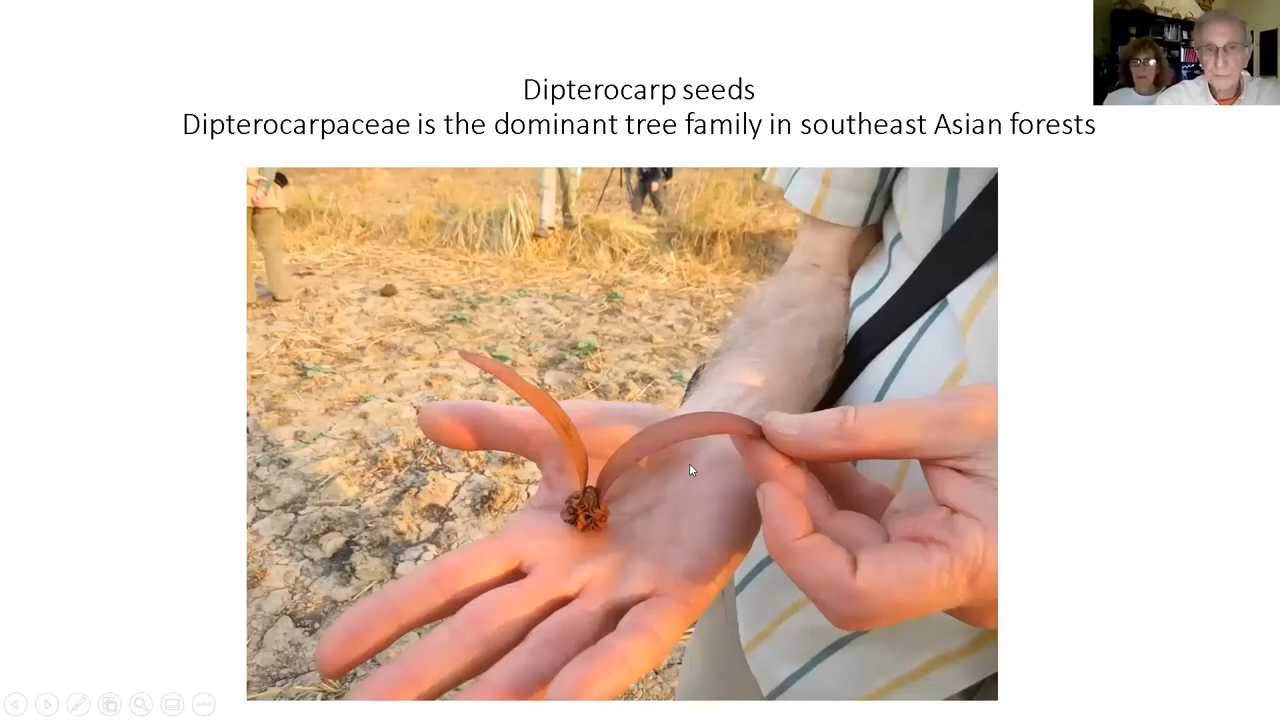 Dipterocarp seeds
Dipterocarpaceae is the dominant tree family in southeast Asian forests